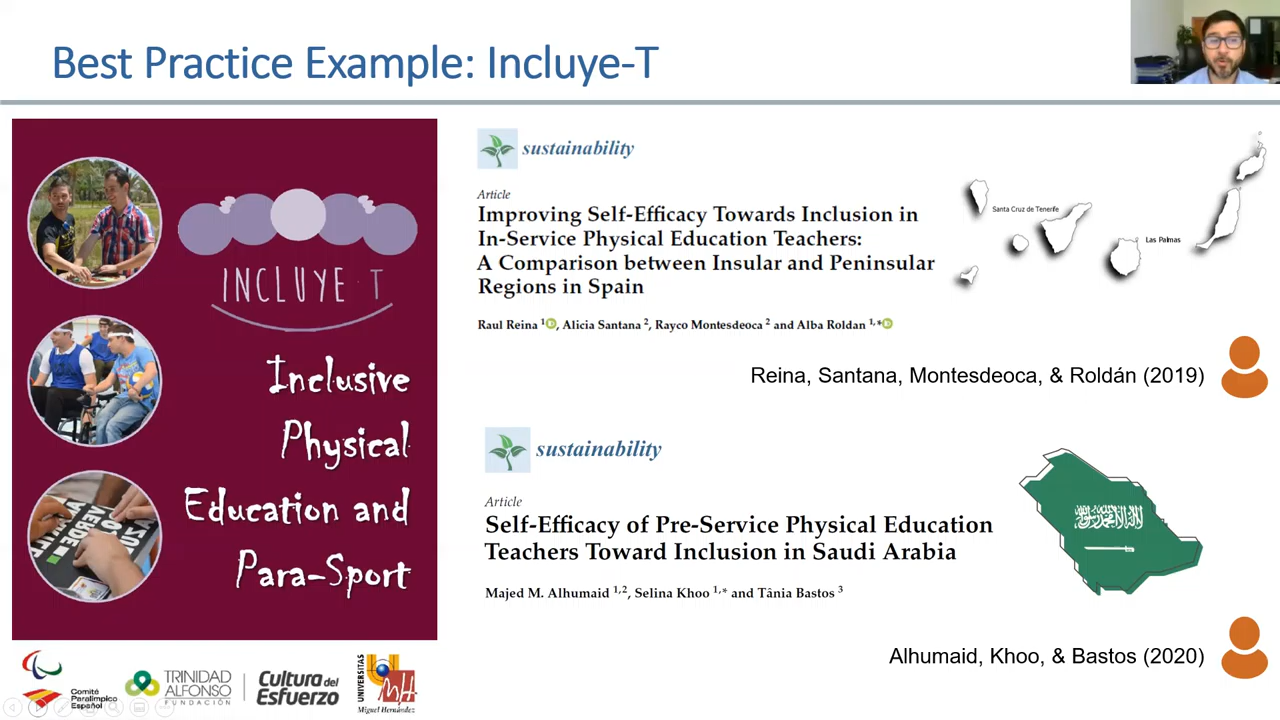 Best Practice Example: Incluye-T
INCLUYE·T
Inclusive
Physical
Education and
Para-Sport
Comité
Paralímpico
Español
TRINIDAD
ALFONSO
FUNDACIÓN
Cultura del
Esfuerzo
UNIVERSITAS
Miguel Hernández
sustainability
Article
Improving Self-Efficacy Towards Inclusion in
In-Service Physical Education Teachers:
A Comparison between Insular and Peninsular
Regions in Spain
Raul Reina 1, Alicia Santana 2, Rayco Montesdeoca 2 and Alba Roldan 1,*
Santa Cruz de Tenerife
Las Palmas
Reina, Santana, Montesdeoca, & Roldán (2019)
sustainability
Article
Self-Efficacy of Pre-Service Physical Education
Teachers Toward Inclusion in Saudi Arabia
Majed M. Alhumaid 1,2, Selina Khoo 1,* and Tânia Bastos 3
Alhumaid, Khoo, & Bastos (2020)